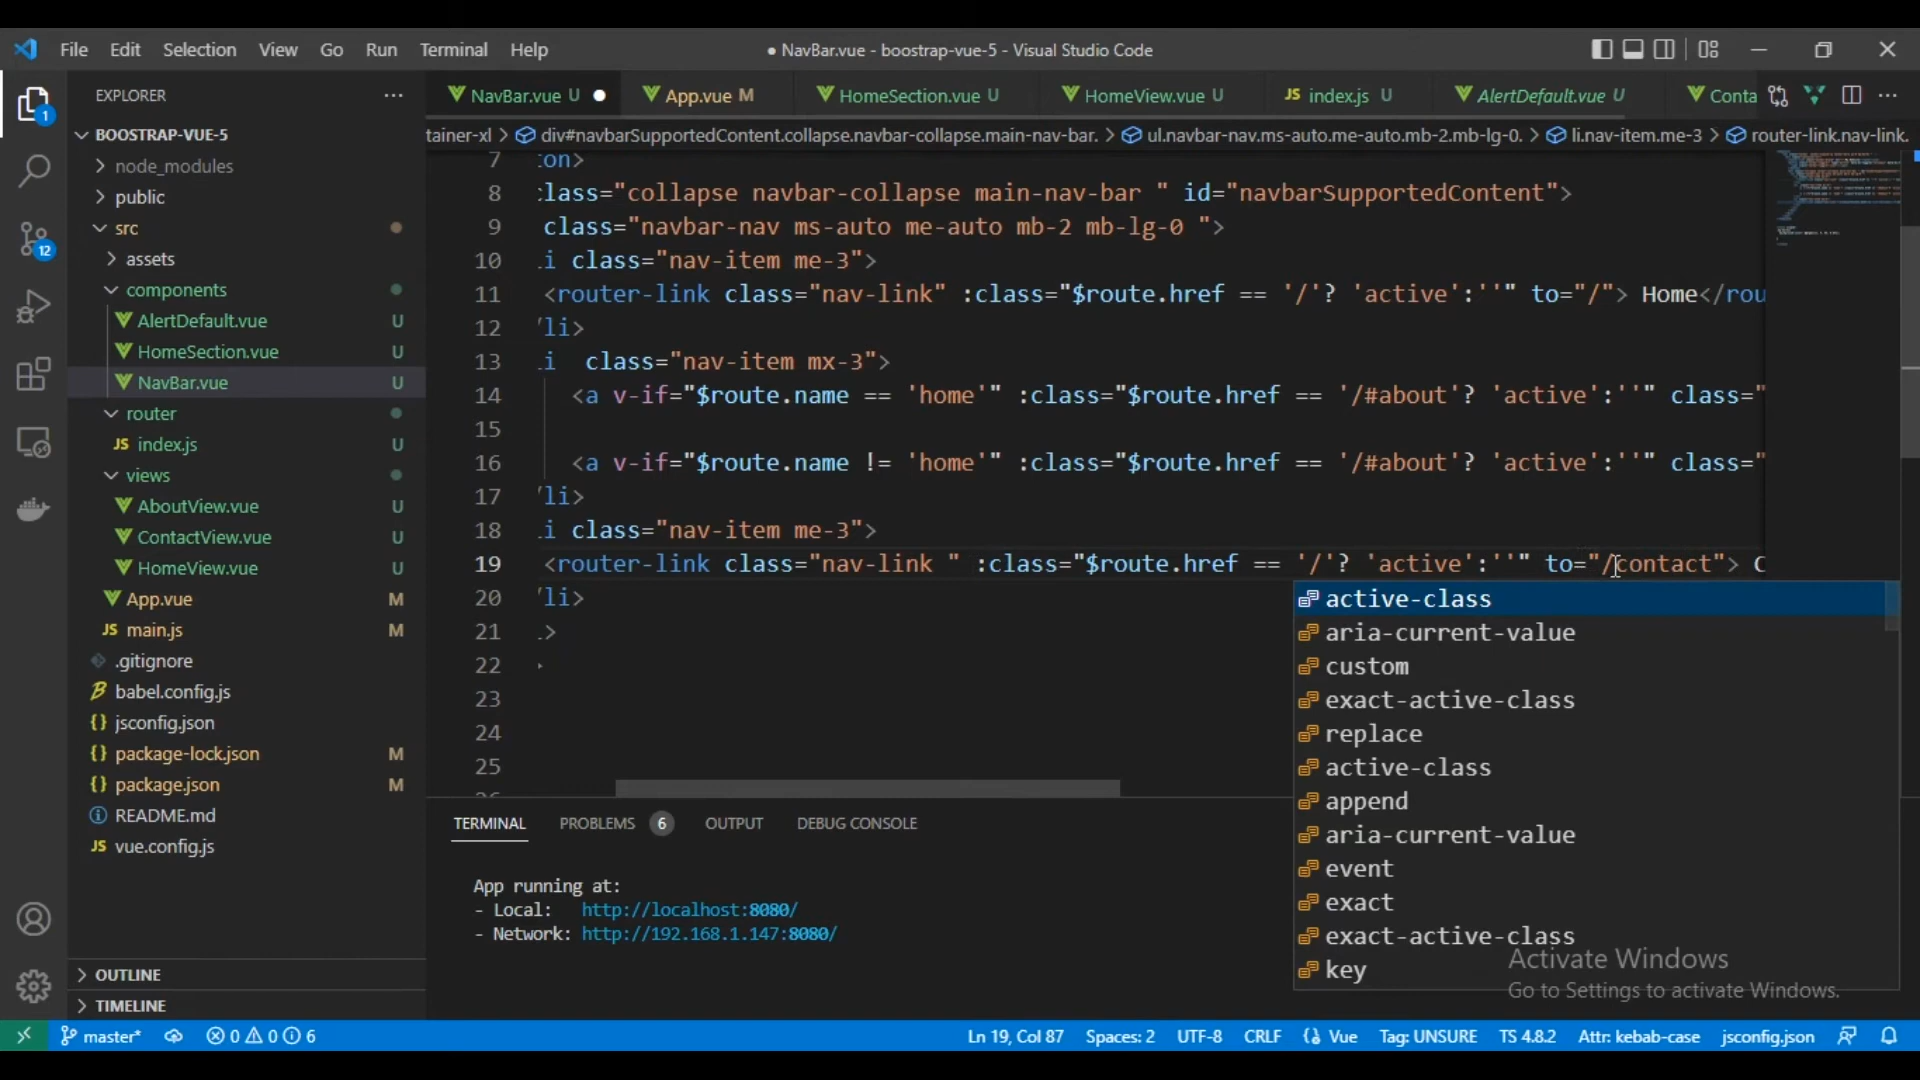 File Edit Selection View Go Run Terminal Help
● NavBar.vue - boostrap-vue-5 - Visual Studio Code
EXPLORER ···
NavBar.vue U ●
App.vue M
HomeSection.vue U
HomeView.vue U
JS index.js U
AlertDefault.vue U
Conta
tainer-xl > div#navbarSupportedContent.collapse.navbar-collapse.main-nav-bar. > ul.navbar-nav.ms-auto.me-auto.mb-2.mb-lg-0. > li.nav-item.me-3 > router-link.nav-link.
1
12
BOOSTRAP-VUE-5
node_modules
public
src
assets
components
AlertDefault.vue U
HomeSection.vue U
NavBar.vue U
router
JS index.js U
views
AboutView.vue U
ContactView.vue U
HomeView.vue U
App.vue M
JS main.js M
.gitignore
babel.config.js
{} jsconfig.json
{} package-lock.json M
{} package.json M
README.md
JS vue.config.js
OUTLINE
TIMELINE
7 :on>
8 :lass="collapse navbar-collapse main-nav-bar " id="navbarSupportedContent">
9 class="navbar-nav ms-auto me-auto mb-2 mb-lg-0 ">
10 .i class="nav-item me-3">
11 <router-link class="nav-link" :class="$route.href == '/'? 'active':''" to="/"> Home</rou
12 /li>
13 .i  class="nav-item mx-3">
14 <a v-if="$route.name == 'home'" :class="$route.href == '/#about'? 'active':''" class="
15
16 <a v-if="$route.name != 'home'" :class="$route.href == '/#about'? 'active':''" class="
17 /li>
18 .i class="nav-item me-3">
19 <router-link class="nav-link " :class="$route.href == '/'? 'active':''" to="/contact"> C
20 /li>
21 .>
22 >
23
24
25
active-class
aria-current-value
custom
exact-active-class
replace
active-class
append
aria-current-value
event
exact
exact-active-class
key
TERMINAL PROBLEMS 6 OUTPUT DEBUG CONSOLE
App running at:
- Local: http://localhost:8080/
- Network: http://192.168.1.147:8080/
Activate Windows
Go to Settings to activate Windows.
master* 0 0 6
Ln 19, Col 87 Spaces: 2 UTF-8 CRLF {} Vue Tag: UNSURE TS 4.8.2 Attr: kebab-case jsconfig.json